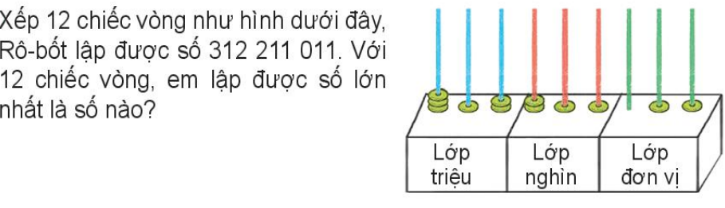 Xếp 12 chiếc vòng như hình dưới đây,
Rô-bốt lập được số 312 211 011. Với
12 chiếc vòng, em lập được số lớn
nhất là số nào?
Lớp triệu
Lớp nghìn
Lớp đơn vị